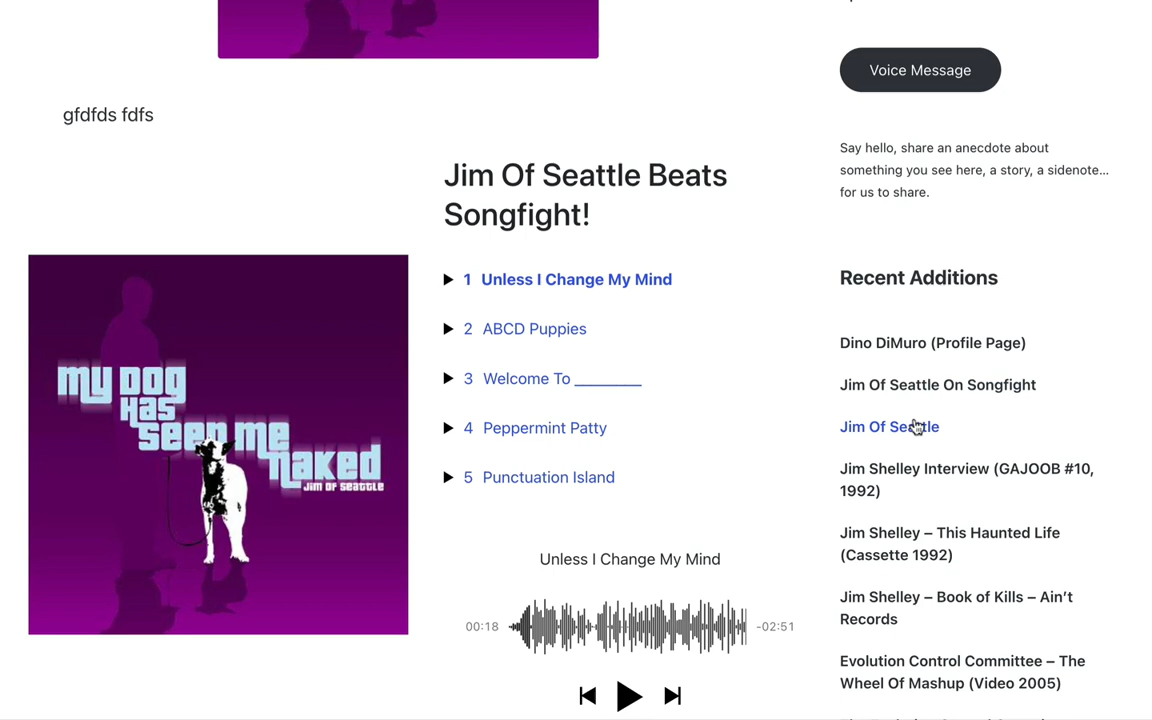 gfdfds fdfs
my Dog
Has
seen me
naked
Jim of seattle
Jim Of Seattle Beats
Songfight!
1 Unless I Change My Mind
2 ABCD Puppies
3 Welcome To ________
4 Peppermint Patty
5 Punctuation Island
Unless I Change My Mind
00:18
-02:51
Voice Message
Say hello, share an anecdote about
something you see here, a story, a sidenote...
for us to share.
Recent Additions
Dino DiMuro (Profile Page)
Jim Of Seattle On Songfight
Jim Of Seattle
Jim Shelley Interview (GAJOOB #10,
1992)
Jim Shelley – This Haunted Life
(Cassette 1992)
Jim Shelley – Book of Kills – Ain't
Records
Evolution Control Committee – The
Wheel Of Mashup (Video 2005)